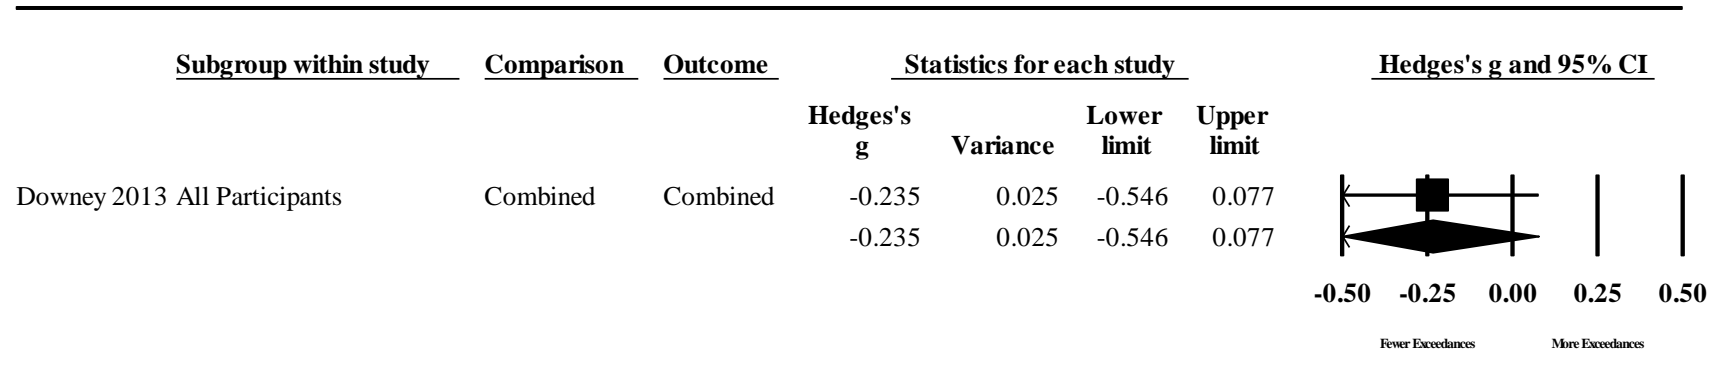 Subgroup within study Comparison Outcome Statistics for each study Hedges's g and 95% CI
Hedges's Lower Upper
g Variance limit limit
Downey 2013 All Participants Combined Combined -0.235 0.025 -0.546 0.077
-0.235 0.025 -0.546 0.077
-0.50 -0.25 0.00 0.25 0.50
Fewer Exceedances More Exceedances